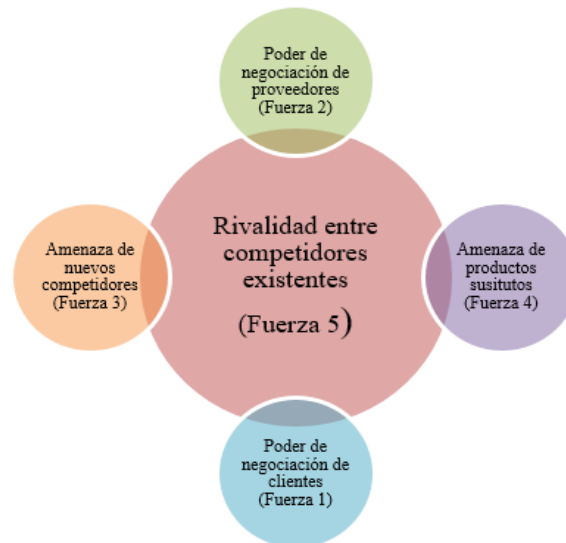 Poder de
negociación de
proveedores
(Fuerza 2)
Rivalidad entre
competidores
existentes
(Fuerza 5)
Amenaza de
nuevos
competidores
(Fuerza 3)
Amenaza de
productos
susitutos
(Fuerza 4)
Poder de
negociación de
clientes
(Fuerza 1)